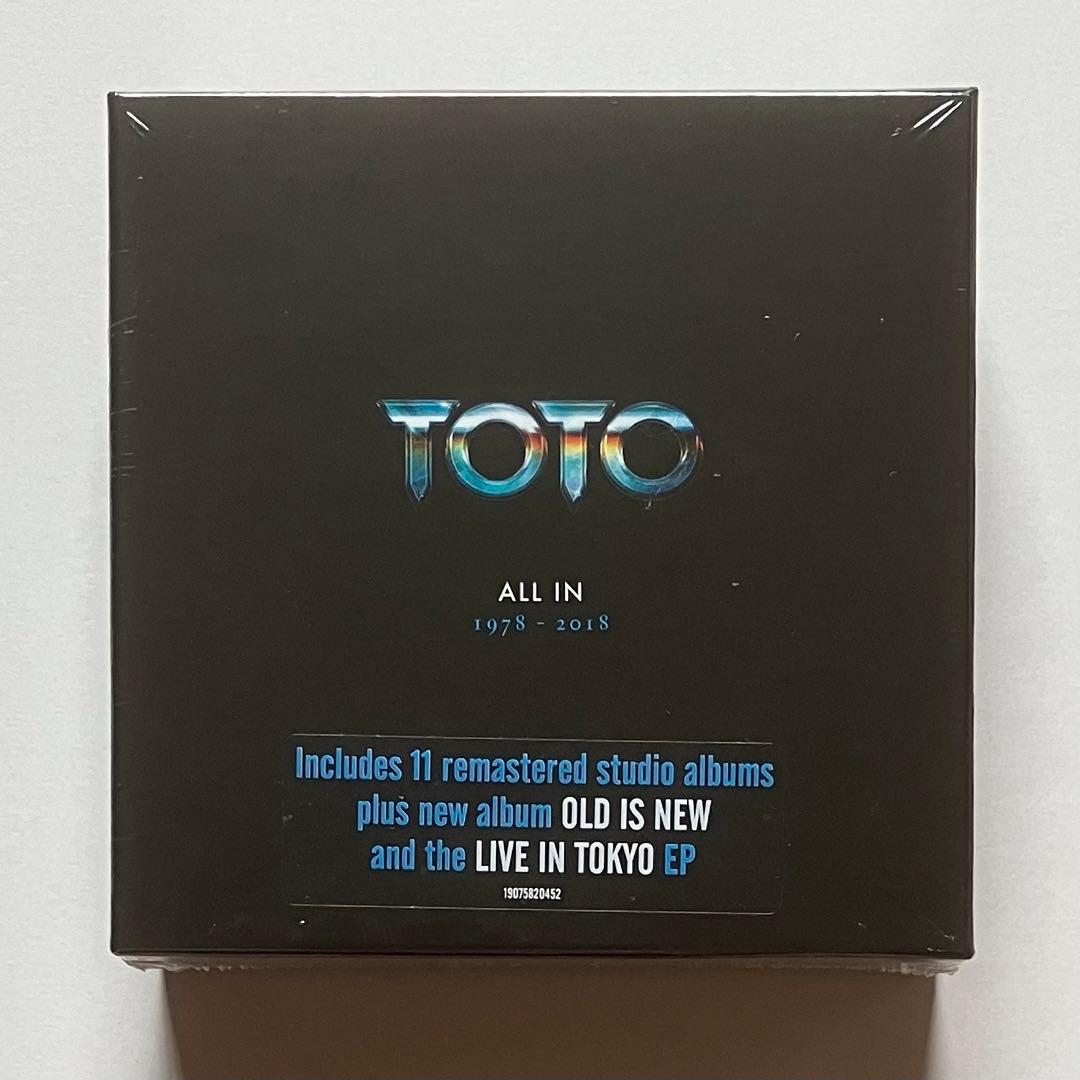 TOTO
ALL IN
1978 - 2018
Includes 11 remastered studio albums
plus new album OLD IS NEW
and the LIVE IN TOKYO EP
19075820452